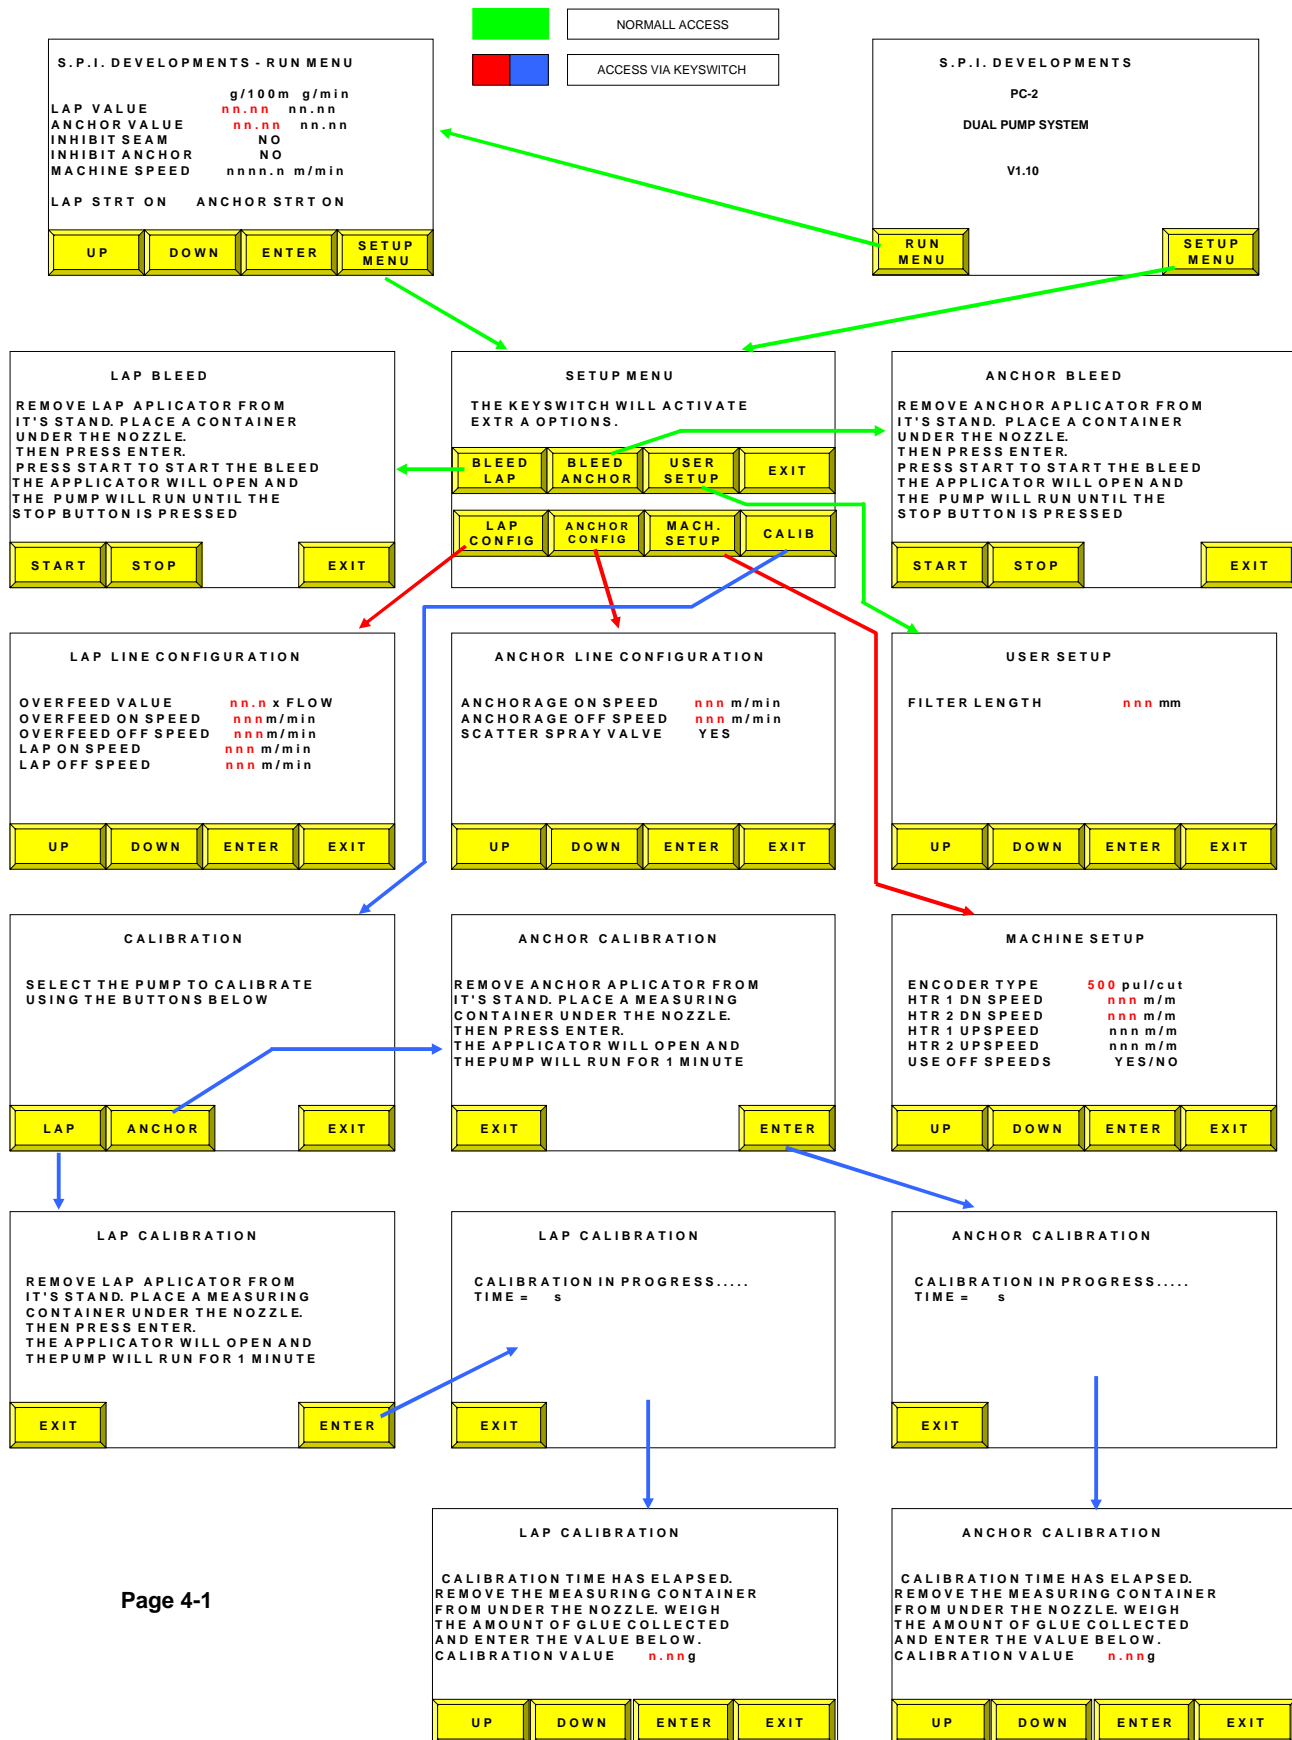 NORMALL ACCESS
ACCESS VIA KEYSWITCH
S.P.I. DEVELOPMENTS - RUN MENU
g/100m g/min
LAP VALUE nn.nn nn.nn
ANCHOR VALUE nn.nn nn.nn
INHIBIT SEAM NO
INHIBIT ANCHOR NO
MACHINE SPEED nnnn.n m/min
LAP STRT ON ANCHOR STRT ON
UP DOWN ENTER SETUP MENU
S.P.I. DEVELOPMENTS
PC-2
DUAL PUMP SYSTEM
V1.10
RUN MENU
SETUP MENU
LAP BLEED
REMOVE LAP APLICATOR FROM
IT'S STAND. PLACE A CONTAINER
UNDER THE NOZZLE.
THEN PRESS ENTER.
PRESS START TO START THE BLEED
THE APPLICATOR WILL OPEN AND
THE PUMP WILL RUN UNTIL THE
STOP BUTTON IS PRESSED
START STOP EXIT
SETUP MENU
THE KEYSWITCH WILL ACTIVATE
EXTR A OPTIONS.
BLEED LAP BLEED ANCHOR USER SETUP EXIT
LAP CONFIG ANCHOR CONFIG MACH. SETUP CALIB
ANCHOR BLEED
REMOVE ANCHOR APLICATOR FROM
IT'S STAND. PLACE A CONTAINER
UNDER THE NOZZLE.
THEN PRESS ENTER.
PRESS START TO START THE BLEED
THE APPLICATOR WILL OPEN AND
THE PUMP WILL RUN UNTIL THE
STOP BUTTON IS PRESSED
START STOP EXIT
LAP LINE CONFIGURATION
OVERFEED VALUE nn.n x FLOW
OVERFEED ON SPEED nnn m/min
OVERFEED OFF SPEED nnn m/min
LAP ON SPEED nnn m/min
LAP OFF SPEED nnn m/min
UP DOWN ENTER EXIT
ANCHOR LINE CONFIGURATION
ANCHORAGE ON SPEED nnn m/min
ANCHORAGE OFF SPEED nnn m/min
SCATTER SPRAY VALVE YES
UP DOWN ENTER EXIT
USER SETUP
FILTER LENGTH nnn mm
UP DOWN ENTER EXIT
CALIBRATION
SELECT THE PUMP TO CALIBRATE
USING THE BUTTONS BELOW
LAP ANCHOR EXIT
ANCHOR CALIBRATION
REMOVE ANCHOR APLICATOR FROM
IT'S STAND. PLACE A MEASURING
CONTAINER UNDER THE NOZZLE.
THEN PRESS ENTER.
THE APPLICATOR WILL OPEN AND
THEPUMP WILL RUN FOR 1 MINUTE
EXIT ENTER
MACHINE SETUP
ENCODER TYPE 500 pul/cut
HTR 1 DN SPEED nnn m/m
HTR 2 DN SPEED nnn m/m
HTR 1 UPSPEED nnn m/m
HTR 2 UPSPEED nnn m/m
USE OFF SPEEDS YES/NO
UP DOWN ENTER EXIT
LAP CALIBRATION
REMOVE LAP APLICATOR FROM
IT'S STAND. PLACE A MEASURING
CONTAINER UNDER THE NOZZLE.
THEN PRESS ENTER.
THE APPLICATOR WILL OPEN AND
THEPUMP WILL RUN FOR 1 MINUTE
EXIT ENTER
LAP CALIBRATION
CALIBRATION IN PROGRESS.....
TIME = s
EXIT
ANCHOR CALIBRATION
CALIBRATION IN PROGRESS.....
TIME = s
EXIT
Page 4-1
LAP CALIBRATION
CALIBRATION TIME HAS ELAPSED.
REMOVE THE MEASURING CONTAINER
FROM UNDER THE NOZZLE. WEIGH
THE AMOUNT OF GLUE COLLECTED
AND ENTER THE VALUE BELOW.
CALIBRATION VALUE n.nn g
UP DOWN ENTER EXIT
ANCHOR CALIBRATION
CALIBRATION TIME HAS ELAPSED.
REMOVE THE MEASURING CONTAINER
FROM UNDER THE NOZZLE. WEIGH
THE AMOUNT OF GLUE COLLECTED
AND ENTER THE VALUE BELOW.
CALIBRATION VALUE n.nn g
UP DOWN ENTER EXIT